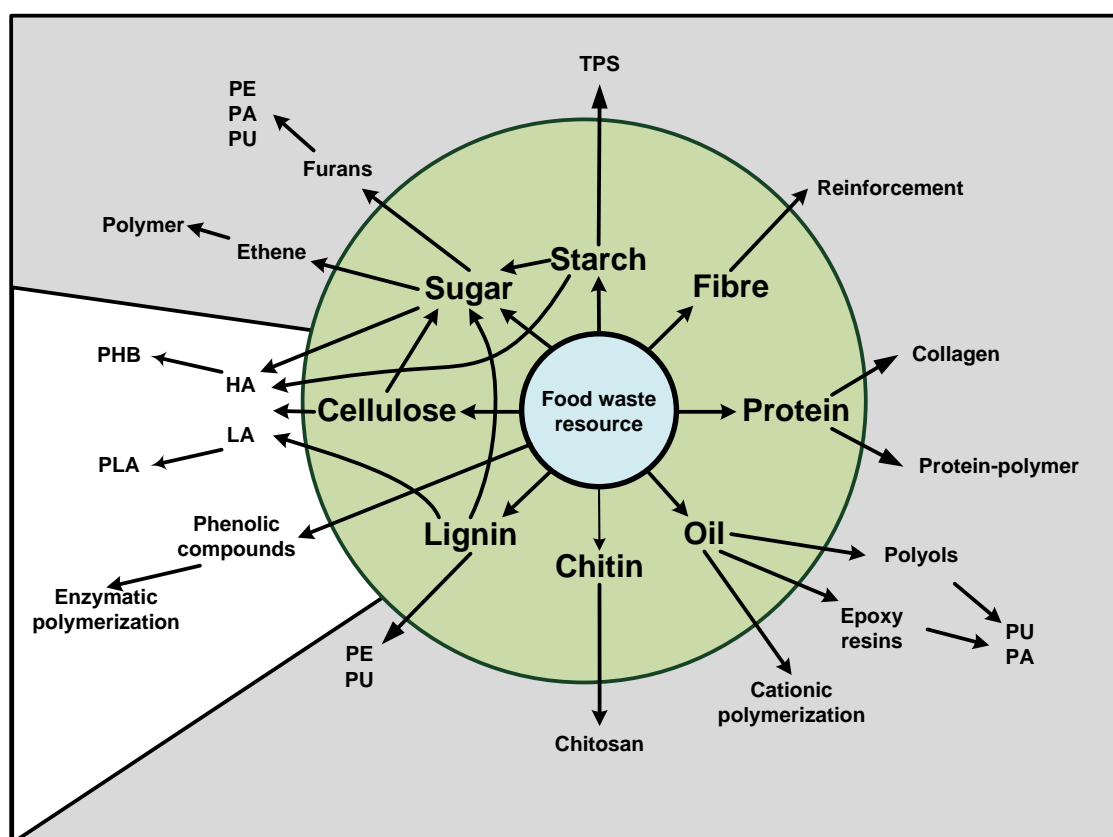 TPS
PE
PA
PU
Furans
Reinforcement
Polymer
Ethene
Starch
Sugar
Fibre
PHB
HA
Collagen
Food waste
resource
Cellulose
Protein
LA
PLA
Protein-polymer
Phenolic
compounds
Lignin
Oil
Chitin
Polyols
Enzymatic
polymerization
Epoxy
resins
PU
PA
PE
PU
Cationic
polymerization
Chitosan